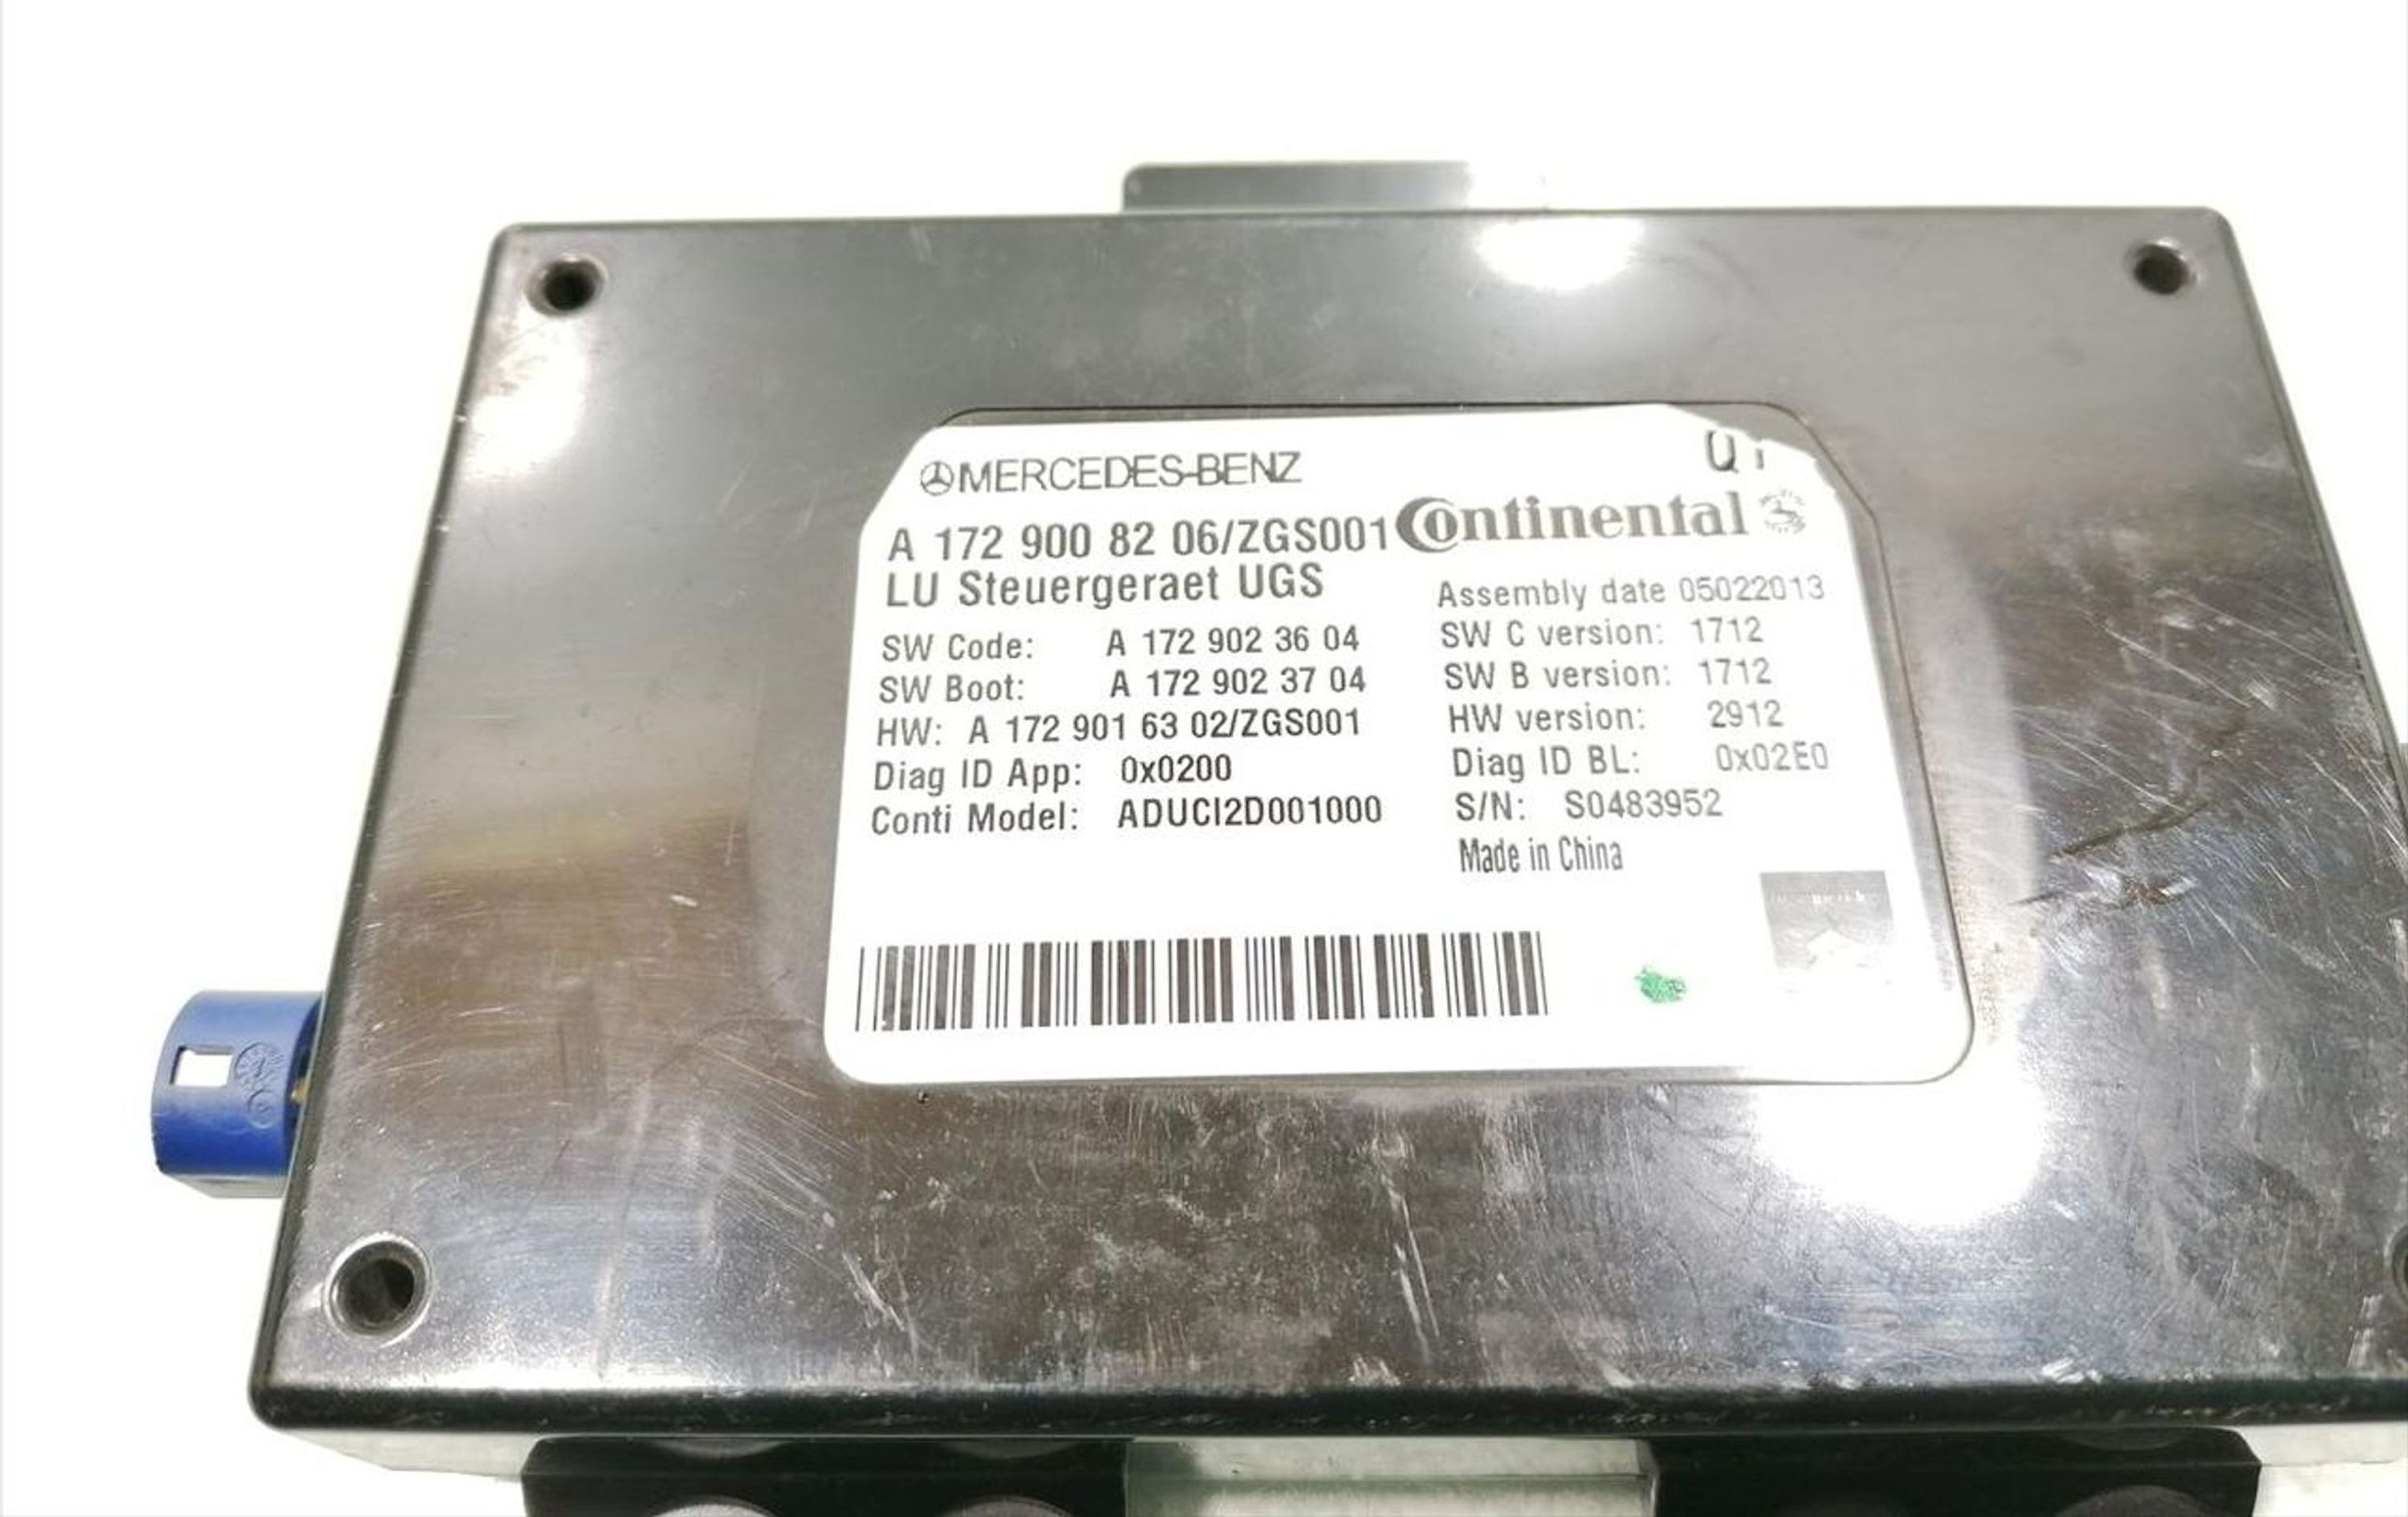 MERCEDES-BENZ
A 172 900 82 06/ZGS001
Continental
LU Steuergeraet UGS
Assembly date 05022013
SW Code: A 172 902 36 04
SW C version: 1712
SW Boot: A 172 902 37 04
SW B version: 1712
HW: A 172 901 63 02/ZGS001
HW version: 2912
Diag ID App: 0x0200
Diag ID BL: 0x02E0
Conti Model: ADUCI2D001000
S/N: S0483952
Made in China